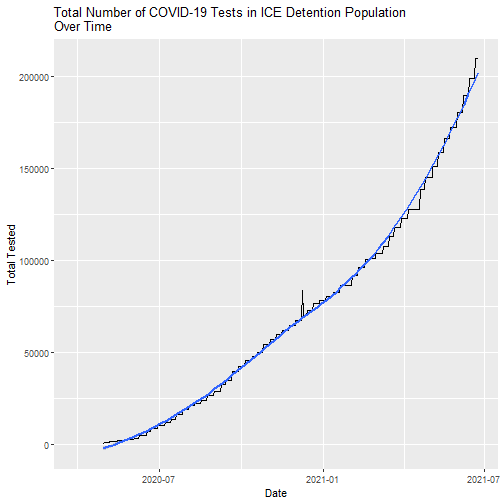 Total Number of COVID-19 Tests in ICE Detention Population
Over Time
200000
150000
100000
50000
0
Total Tested
2020-07
2021-01
2021-07
Date